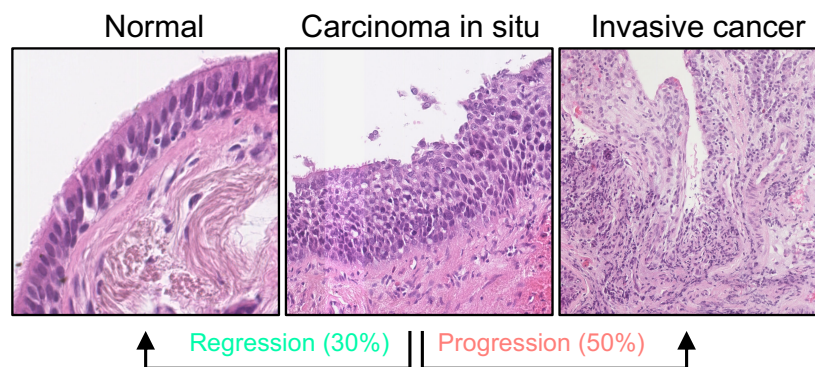 Normal
Carcinoma in situ
Invasive cancer
Regression (30%)
Progression (50%)